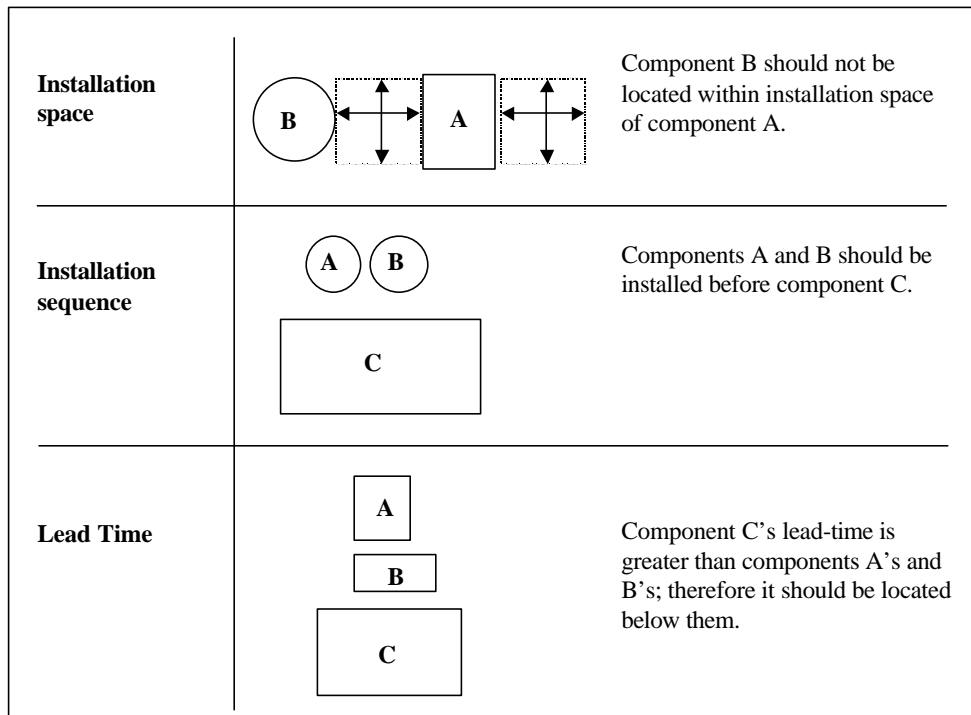 Installation
space
B
A
Component B should not be
located within installation space
of component A.
Installation
sequence
A
B
C
Components A and B should be
installed before component C.
Lead Time
A
B
C
Component C’s lead-time is
greater than components A’s and
B’s; therefore it should be located
below them.